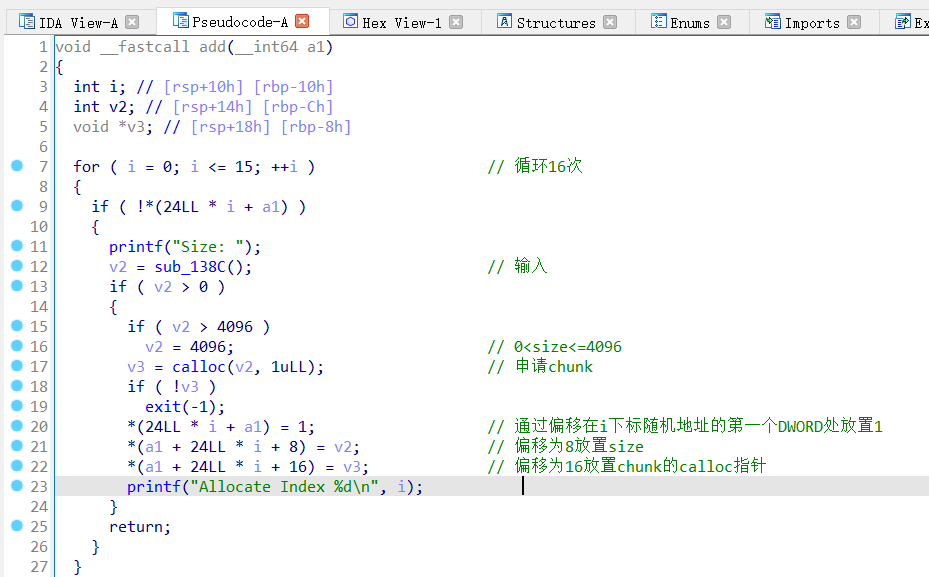 IDA View-A Pseudocode-A Hex View-1 Structures Enums Imports Ex
1 void __fastcall add(__int64 a1)
2 {
3 int i; // [rsp+10h] [rbp-10h]
4 int v2; // [rsp+14h] [rbp-Ch]
5 void *v3; // [rsp+18h] [rbp-8h]
6
7 for ( i = 0; i <= 15; ++i ) // 循环16次
8 {
9 if ( !*(24LL * i + a1) )
10 {
11 printf("Size: ");
12 v2 = sub_138C(); // 输入
13 if ( v2 > 0 )
14 {
15 if ( v2 > 4096 )
16 v2 = 4096; // 0<size<=4096
17 v3 = calloc(v2, 1uLL); // 申请chunk
18 if ( !v3 )
19 exit(-1);
20 *(24LL * i + a1) = 1; // 通过偏移在i下标随机地址的第一个DWORD处放置1
21 *(a1 + 24LL * i + 8) = v2; // 偏移为8放置size
22 *(a1 + 24LL * i + 16) = v3; // 偏移为16放置chunk的calloc指针
23 printf("Allocate Index %d\n", i);
24 }
25 return;
26 }
27 }